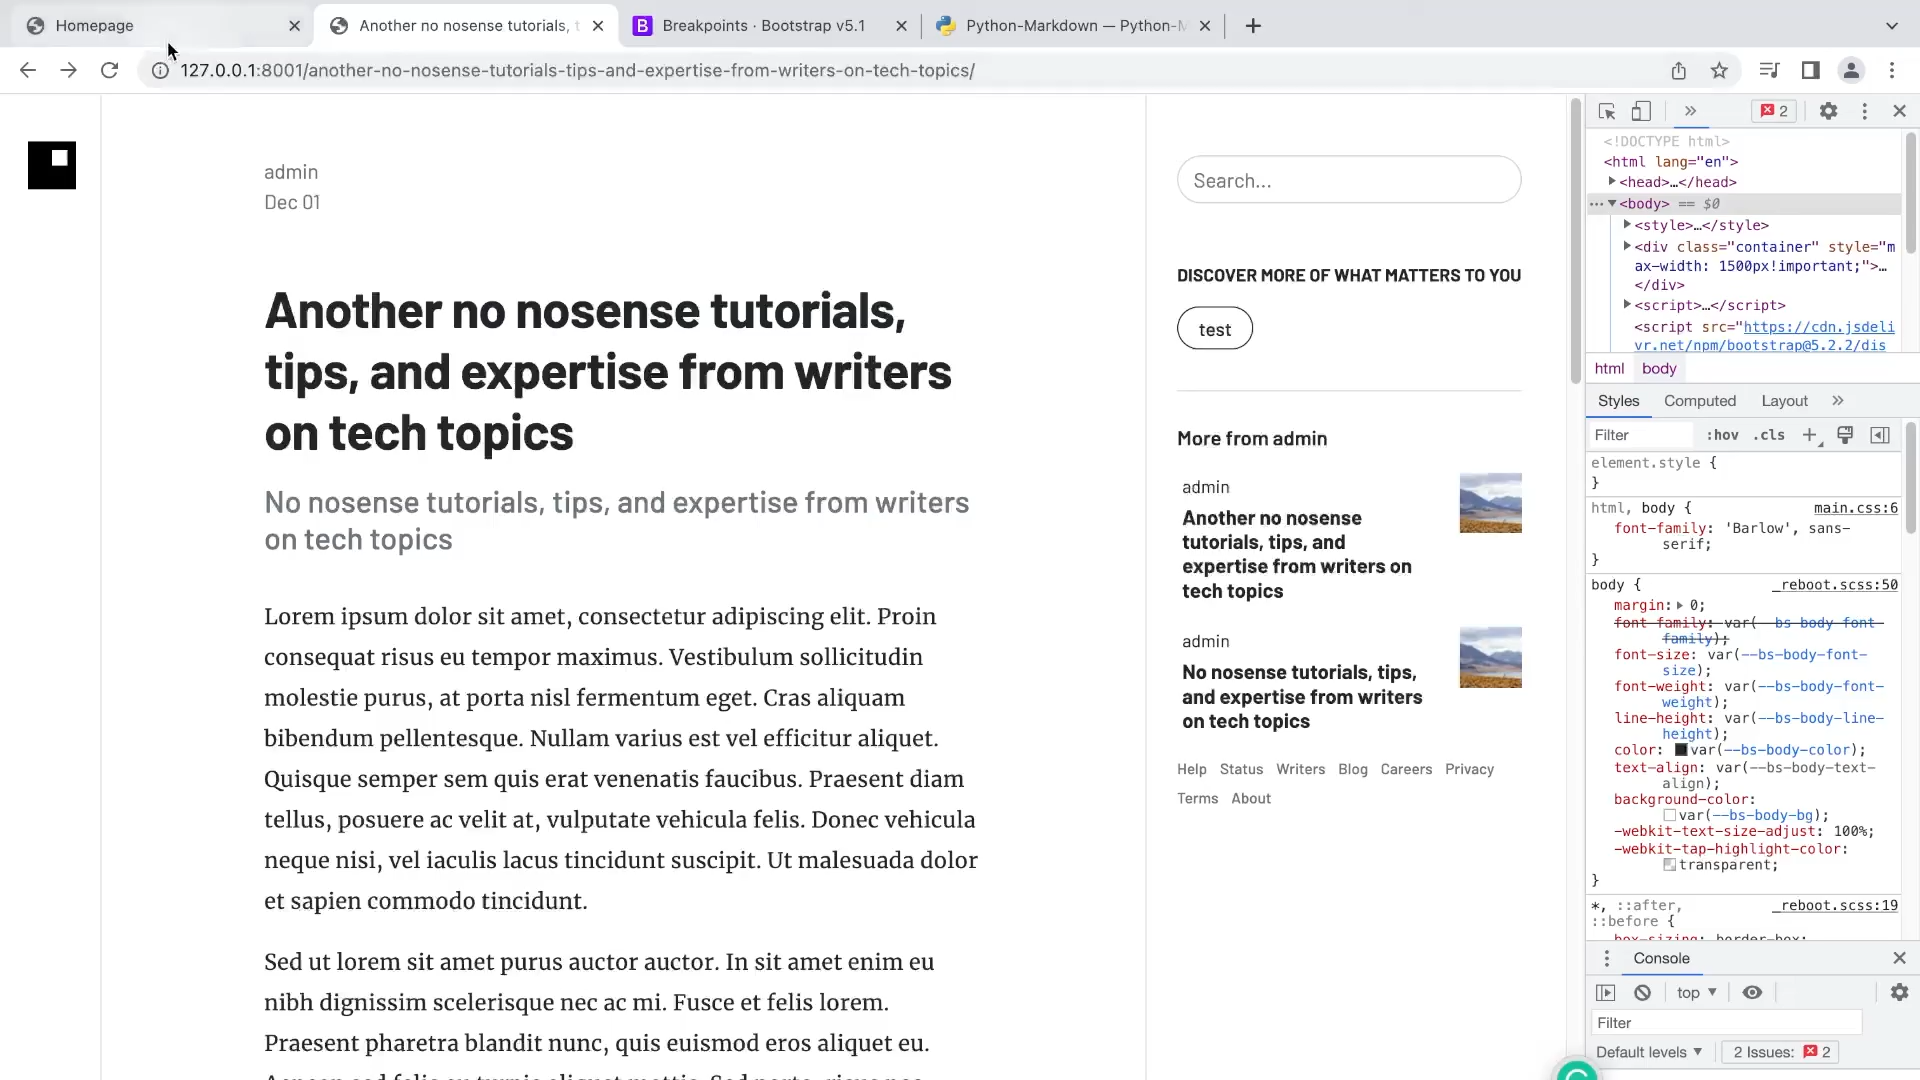 Homepage
Another no nosense tutorials, t
Breakpoints · Bootstrap v5.1
Python-Markdown — Python-M
127.0.0.1:8001/another-no-nosense-tutorials-tips-and-expertise-from-writers-on-tech-topics/
admin
Dec 01
Another no nosense tutorials,
tips, and expertise from writers
on tech topics
No nosense tutorials, tips, and expertise from writers
on tech topics
Lorem ipsum dolor sit amet, consectetur adipiscing elit. Proin
consequat risus eu tempor maximus. Vestibulum sollicitudin
molestie purus, at porta nisl fermentum eget. Cras aliquam
bibendum pellentesque. Nullam varius est vel efficitur aliquet.
Quisque semper sem quis erat venenatis faucibus. Praesent diam
tellus, posuere ac velit at, vulputate vehicula felis. Donec vehicula
neque nisi, vel iaculis lacus tincidunt suscipit. Ut malesuada dolor
et sapien commodo tincidunt.
Sed ut lorem sit amet purus auctor auctor. In sit amet enim eu
nibh dignissim scelerisque nec ac mi. Fusce et felis lorem.
Praesent pharetra blandit nunc, quis euismod eros aliquet eu.
Search...
DISCOVER MORE OF WHAT MATTERS TO YOU
test
More from admin
admin
Another no nosense
tutorials, tips, and
expertise from writers on
tech topics
admin
No nosense tutorials, tips,
and expertise from writers
on tech topics
Help Status Writers Blog Careers Privacy
Terms About
2
<!DOCTYPE html>
<html lang="en">
<head>…</head>
<body> == $0
<style>…</style>
<div class="container" style="m
ax-width: 1500px!important;">…
</div>
<script>…</script>
<script src="https://cdn.jsdeli
vr.net/npm/bootstrap@5.2.2/dis
html body
Styles Computed Layout
Filter :hov .cls
element.style {
}
html, body { main.css:6
font-family: 'Barlow', sans-
serif;
}
body { _reboot.scss:50
margin: 0;
font-family: var(--bs-body-font-
family);
font-size: var(--bs-body-font-
size);
font-weight: var(--bs-body-font-
weight);
line-height: var(--bs-body-line-
height);
color: var(--bs-body-color);
text-align: var(--bs-body-text-
align);
background-color:
var(--bs-body-bg);
-webkit-text-size-adjust: 100%;
-webkit-tap-highlight-color:
transparent;
}
*, ::after, _reboot.scss:19
::before {
box-sizing: border-box;
Console
top
Filter
Default levels 2 Issues: 2